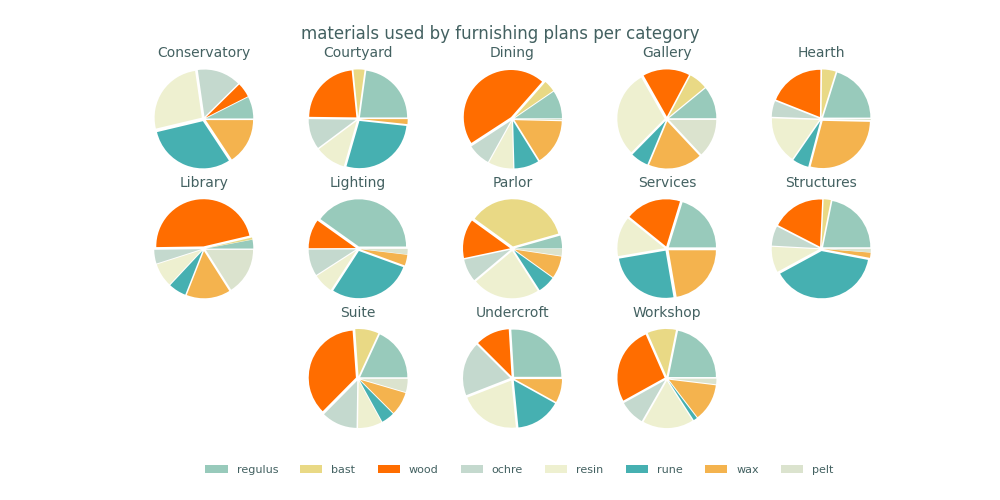 materials used by furnishing plans per category
Conservatory Courtyard Dining Gallery Hearth
Library Lighting Parlor Services Structures
Suite Undercroft Workshop
regulus bast wood ochre resin rune wax pelt